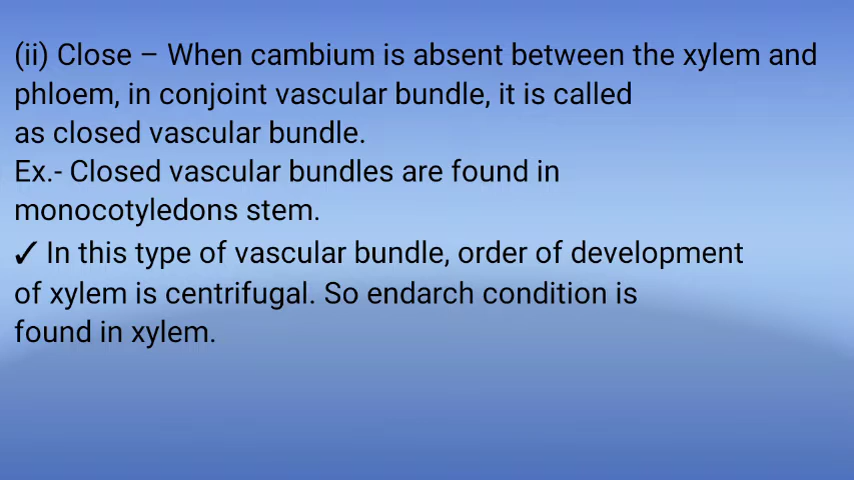 (ii) Close – When cambium is absent between the xylem and
phloem, in conjoint vascular bundle, it is called
as closed vascular bundle.
Ex.- Closed vascular bundles are found in
monocotyledons stem.
✓ In this type of vascular bundle, order of development
of xylem is centrifugal. So endarch condition is
found in xylem.